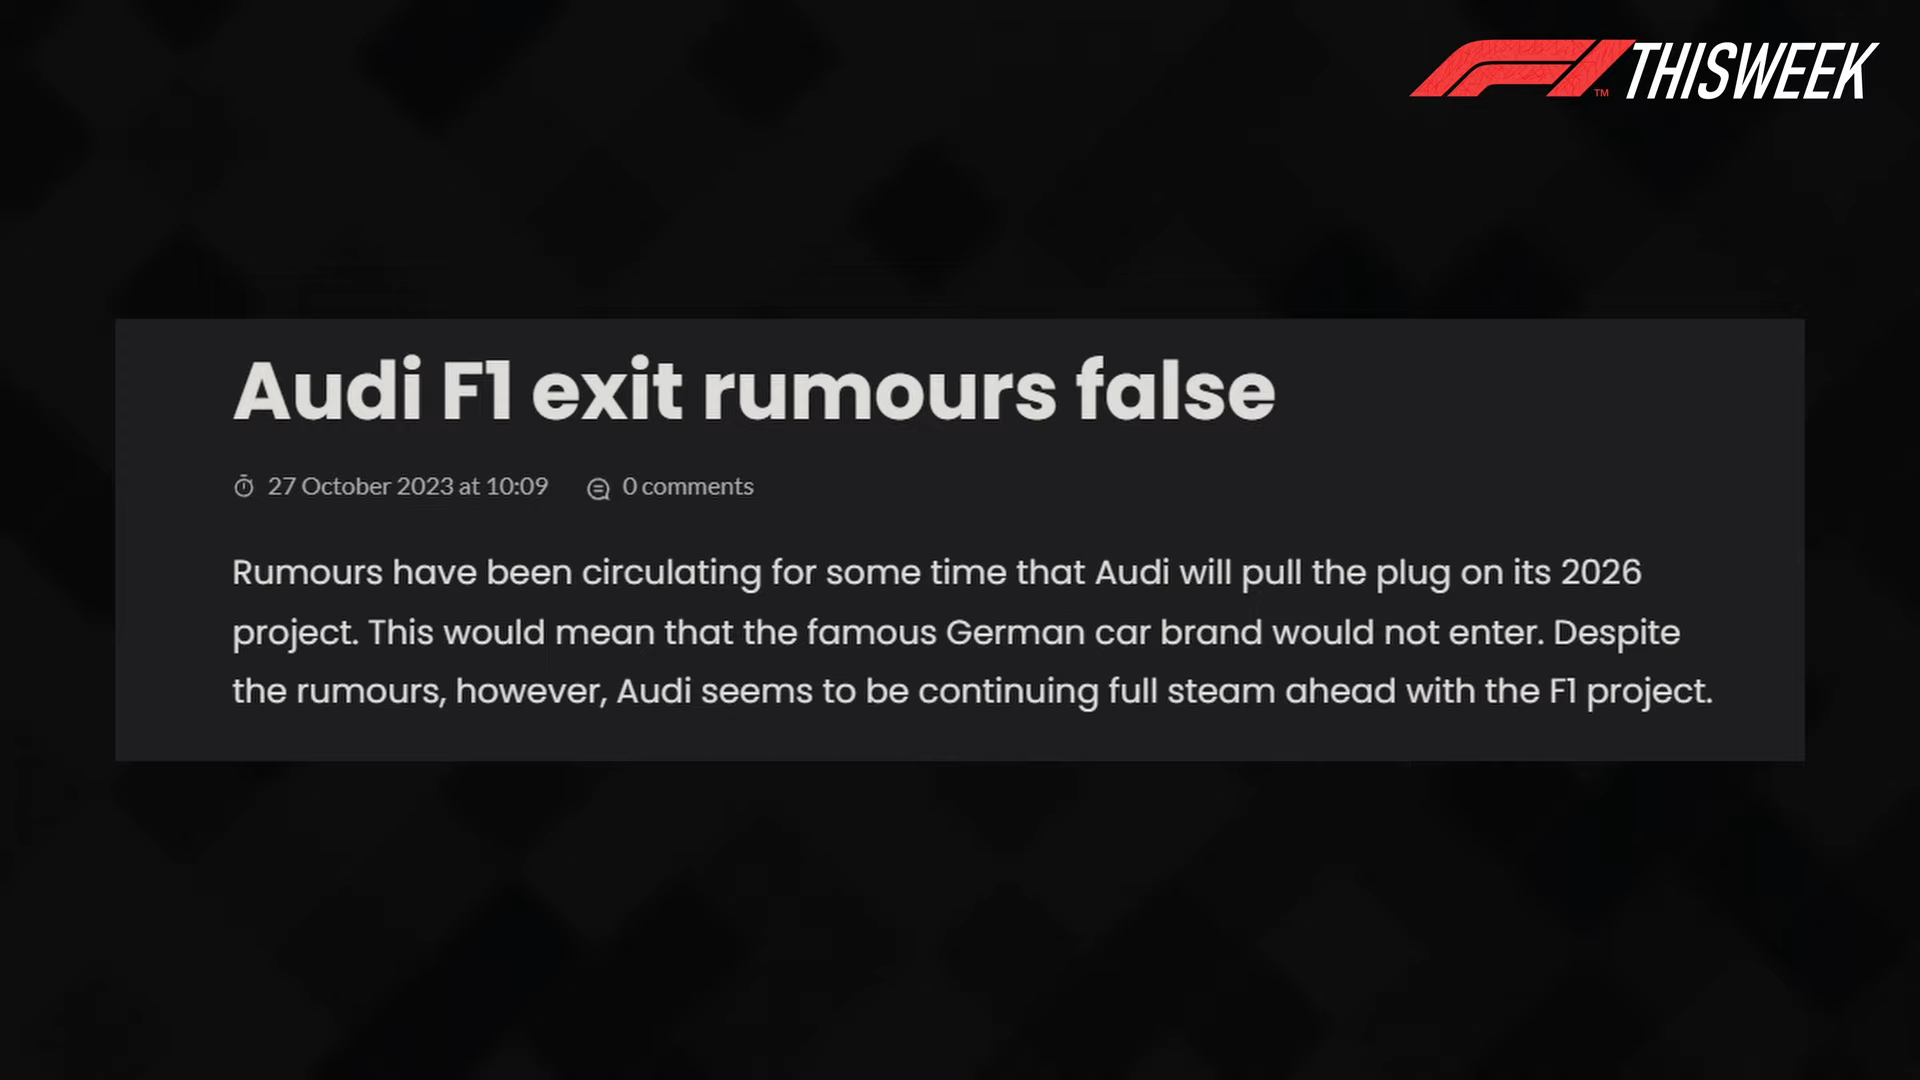 F1™ THISWEEK
Audi F1 exit rumours false
27 October 2023 at 10:09 0 comments
Rumours have been circulating for some time that Audi will pull the plug on its 2026
project. This would mean that the famous German car brand would not enter. Despite
the rumours, however, Audi seems to be continuing full steam ahead with the F1 project.